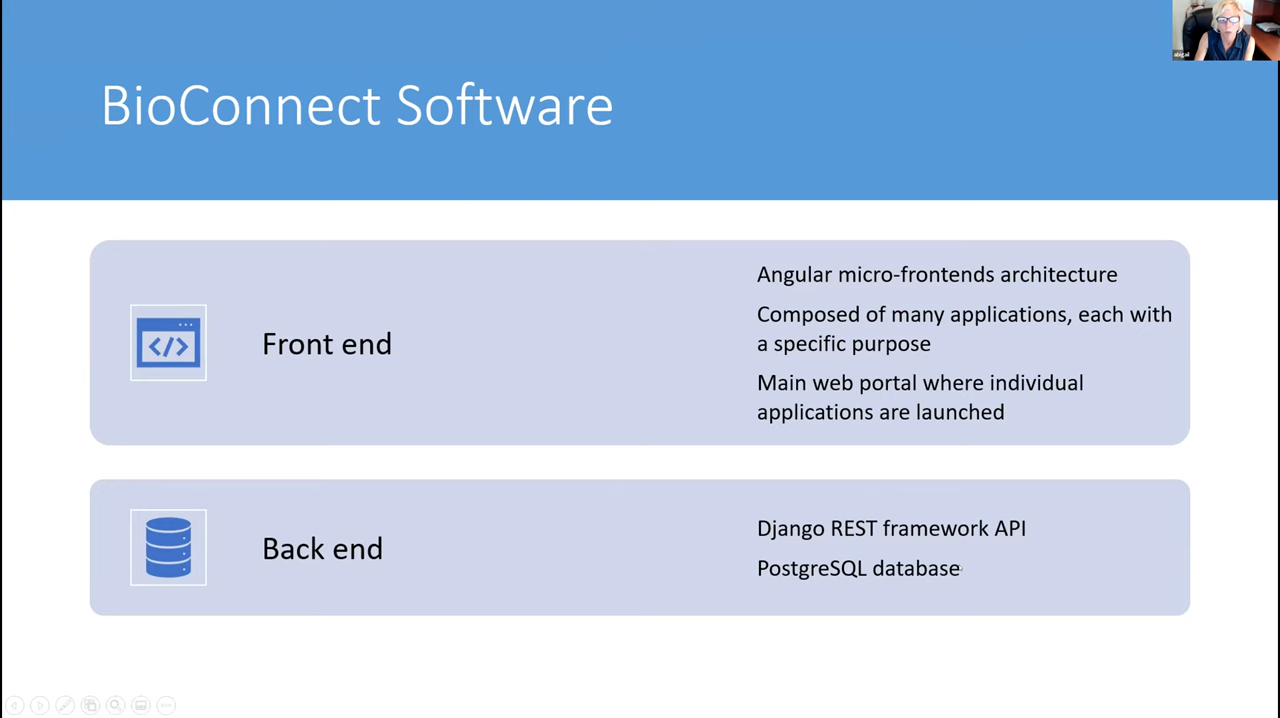 abigail
BioConnect Software
Front end
Angular micro-frontends architecture
Composed of many applications, each with
a specific purpose
Main web portal where individual
applications are launched
Back end
Django REST framework API
PostgreSQL database